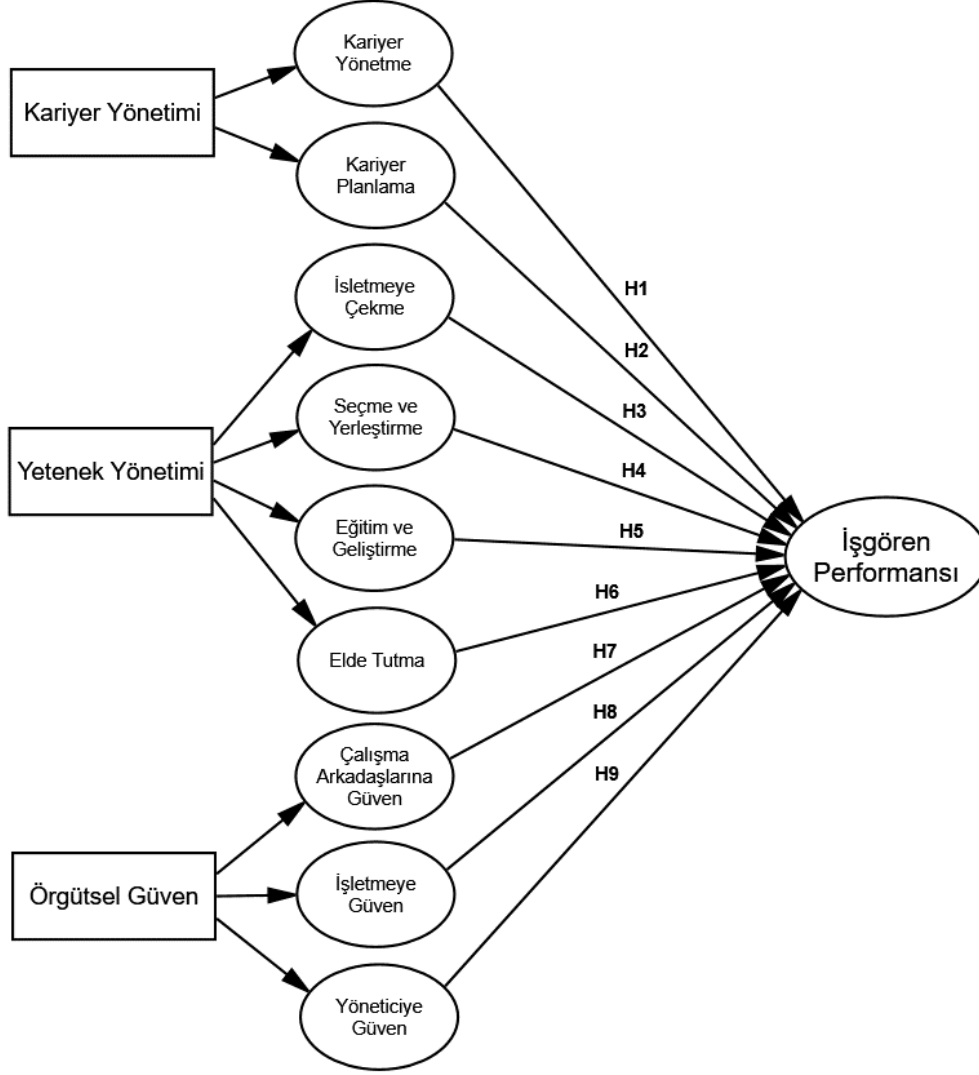 Kariyer Yönetimi
Kariyer
Yönetme
Kariyer
Planlama
Yetenek Yönetimi
İsletmeye
Çekme
Seçme ve
Yerleştirme
Eğitim ve
Geliştirme
Elde Tutma
Örgütsel Güven
Çalışma
Arkadaşlarına
Güven
İşletmeye
Güven
Yöneticiye
Güven
H1
H2
H3
H4
H5
H6
H7
H8
H9
İşgören
Performansı